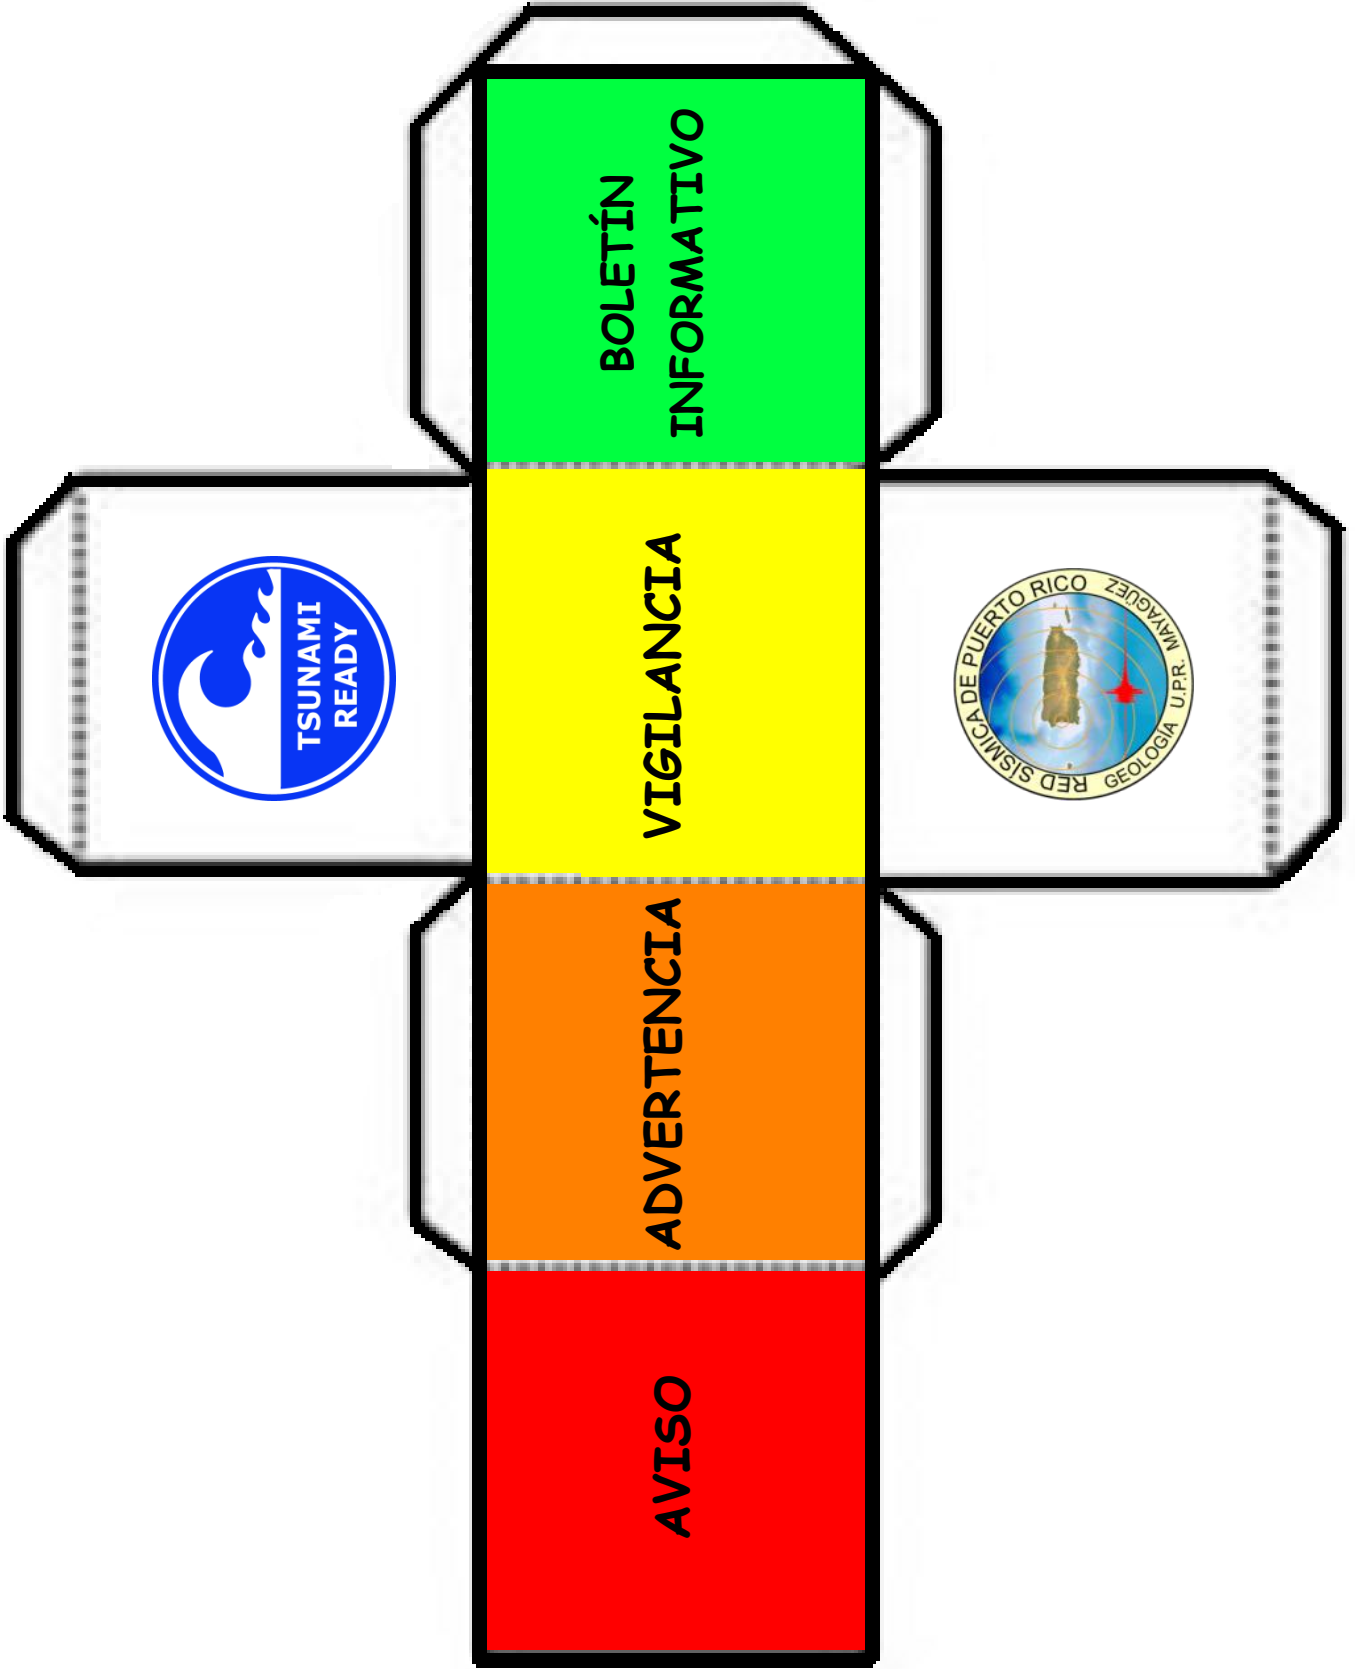 BOLETÍN
INFORMATIVO
TSUNAMI
READY
VIGILANCIA
RED SÍSMICA DE PUERTO RICO
GEOLOGÍA U.P.R. MAYAGÜEZ
ADVERTENCIA
AVISO